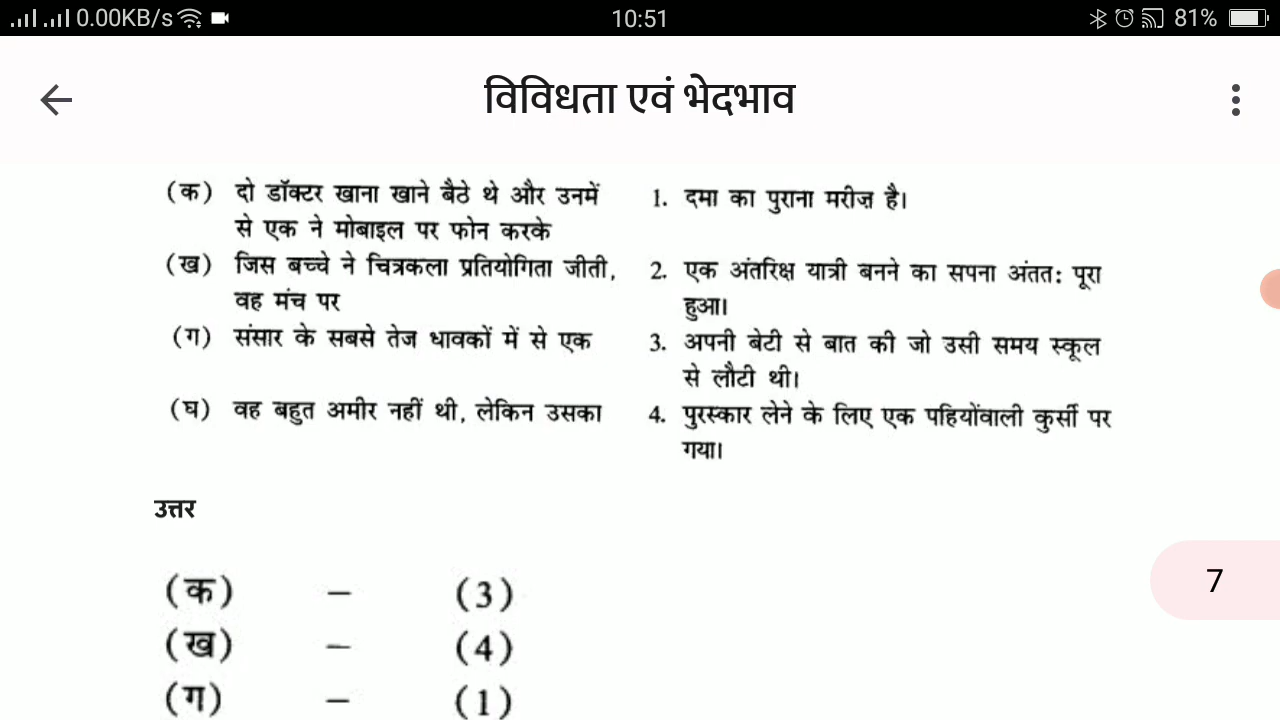 0.00KB/s 10:51 81%
विविधता एवं भेदभाव
(क) दो डॉक्टर खाना खाने बैठे थे और उनमें 1. दमा का पुराना मरीज़ है।
से एक ने मोबाइल पर फोन करके
(ख) जिस बच्चे ने चित्रकला प्रतियोगिता जीती, 2. एक अंतरिक्ष यात्री बनने का सपना अंततः पूरा
वह मंच पर हुआ।
(ग) संसार के सबसे तेज धावकों में से एक 3. अपनी बेटी से बात की जो उसी समय स्कूल
से लौटी थी।
(घ) वह बहुत अमीर नहीं थी, लेकिन उसका 4. पुरस्कार लेने के लिए एक पहियोंवाली कुर्सी पर
गया।
उत्तर
7
(क) – (3)
(ख) – (4)
(ग) – (1)